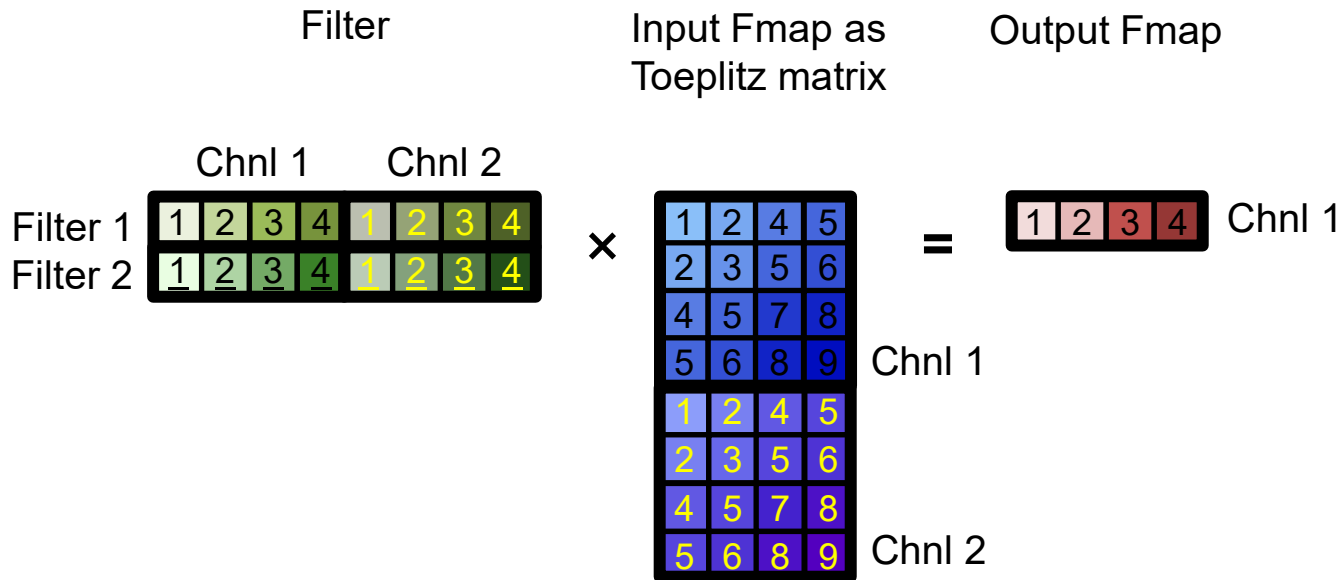 Filter
Input Fmap as
Toeplitz matrix
Output Fmap
Chnl 1 Chnl 2
Filter 1 1 2 3 4 1 2 3 4
Filter 2 1 2 3 4 1 2 3 4
×
1 2 4 5
2 3 5 6
4 5 7 8
5 6 8 9 Chnl 1
1 2 4 5
2 3 5 6
4 5 7 8
5 6 8 9 Chnl 2
=
1 2 3 4 Chnl 1